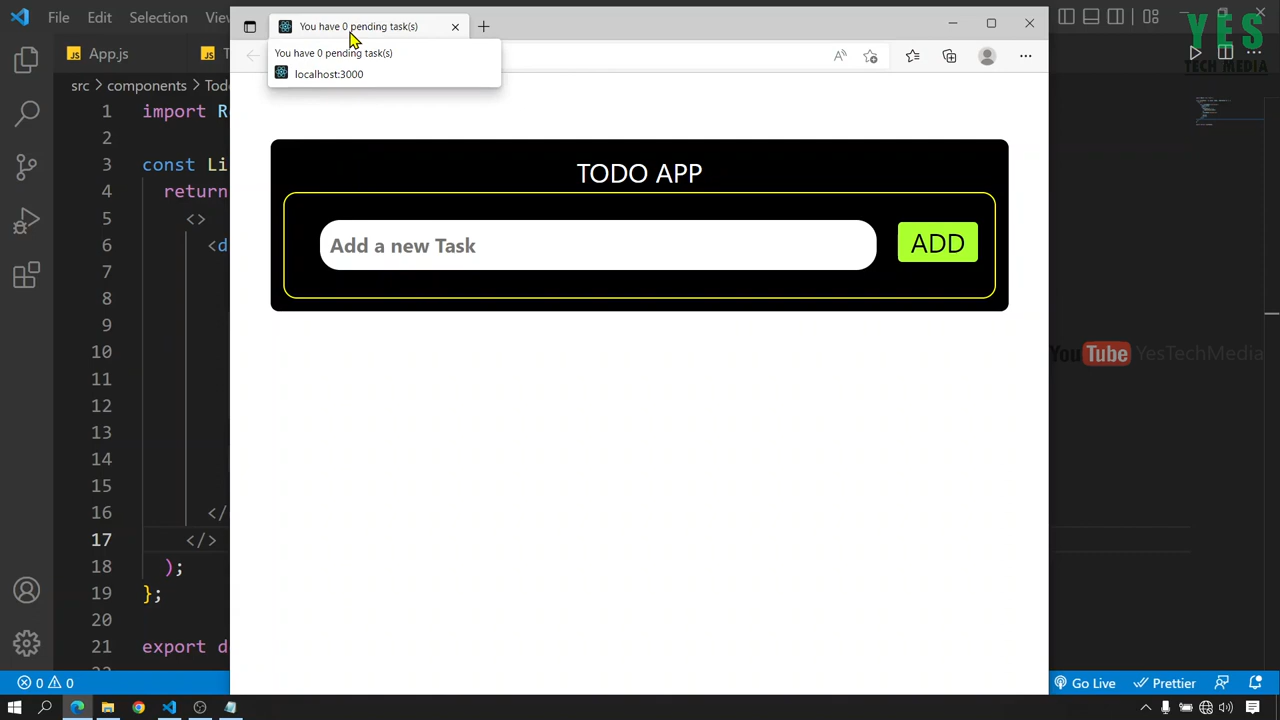 File Edit Selection
You have 0 pending task(s)
YES
TECH MEDIA
App.js
You have 0 pending task(s)
localhost:3000
src > components >
1 import
2
3 const
4 return
5 <>
6
7
8
9
10
11
12
13
14
15
16
17 </>
18 );
19 };
20
21 export
TODO APP
Add a new Task
ADD
YouTube YesTechMedia
0 0
Go Live
Prettier